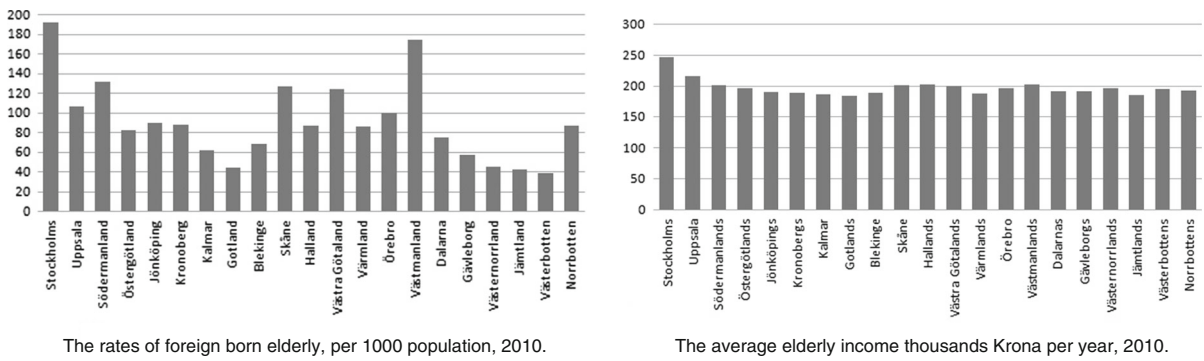 200
180
160
140
120
100
80
60
40
20
0
Stockholms
Uppsala
Södermanland
Östergötland
Jönköping
Kronoberg
Kalmar
Gotland
Blekinge
Skåne
Halland
Västra Götaland
Värmland
Örebro
Västmanland
Dalarna
Gävleborg
Västernorrland
Jämtland
Västerbotten
Norrbotten
The rates of foreign born elderly, per 1000 population, 2010.
300
250
200
150
100
50
0
Stockholms
Uppsala
Södermanlands
Östergötlands
Jönköpings
Kronobergs
Kalmar
Gotlands
Blekinge
Skåne
Hallands
Västra Götalands
Värmlands
Örebro
Västmanlands
Dalarnas
Gävleborgs
Västernorrlands
Jämtlands
Västerbottens
Norrbottens
The average elderly income thousands Krona per year, 2010.